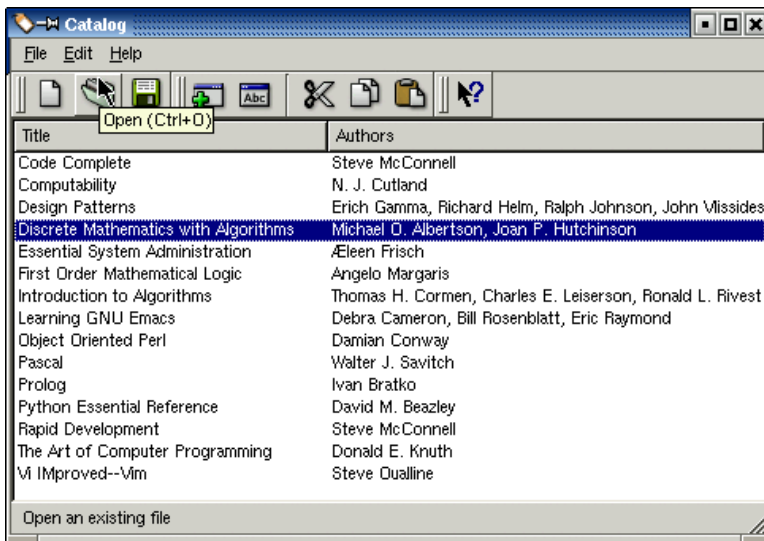 Catalog
File Edit Help
Abc
Open (Ctrl+O)
Title Authors
Code Complete Steve McConnell
Computability N. J. Cutland
Design Patterns Erich Gamma, Richard Helm, Ralph Johnson, John Vlissides
Discrete Mathematics with Algorithms Michael O. Albertson, Joan P. Hutchinson
Essential System Administration Æleen Frisch
First Order Mathematical Logic Angelo Margaris
Introduction to Algorithms Thomas H. Cormen, Charles E. Leiserson, Ronald L. Rivest
Learning GNU Emacs Debra Cameron, Bill Rosenblatt, Eric Raymond
Object Oriented Perl Damian Conway
Pascal Walter J. Savitch
Prolog Ivan Bratko
Python Essential Reference David M. Beazley
Rapid Development Steve McConnell
The Art of Computer Programming Donald E. Knuth
Vi IMproved--Vim Steve Oualline
Open an existing file